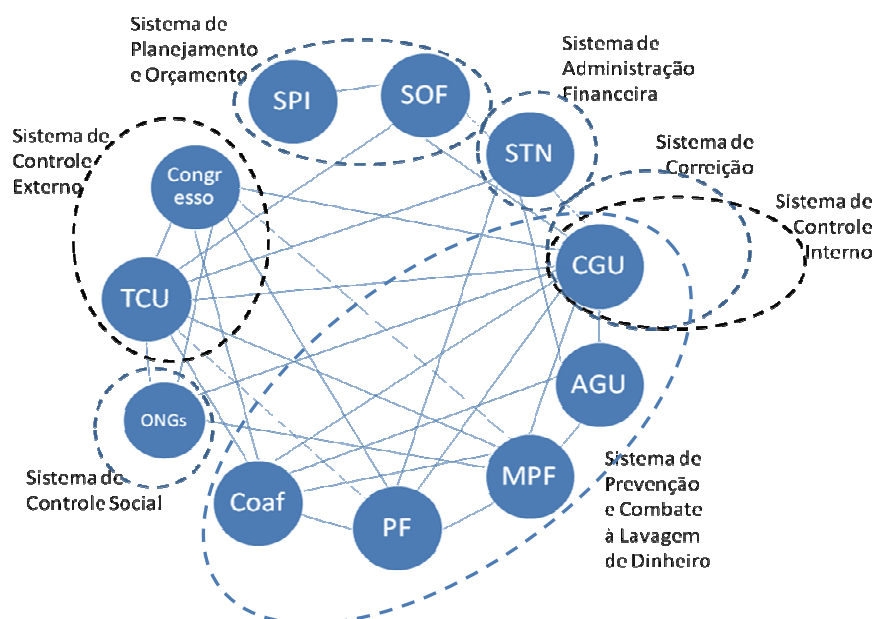 Sistema de
Planejamento
e Orçamento
SPI
SOF
Sistema de
Administração
Financeira
STN
Sistema de
Controle
Externo
Congr
esso
TCU
Sistema de
Correição
Sistema de
Controle
Interno
CGU
AGU
ONGs
Sistema de
Controle Social
Coaf
PF
MPF
Sistema de
Prevenção
e Combate
à Lavagem
de Dinheiro